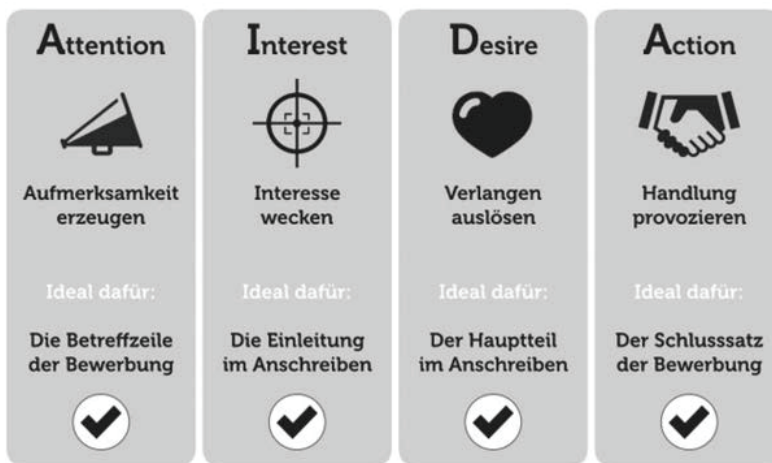 Attention
Aufmerksamkeit
erzeugen
Ideal dafür:
Die Betreffzeile
der Bewerbung
Interest
Interesse
wecken
Ideal dafür:
Die Einleitung
im Anschreiben
Desire
Verlangen
auslösen
Ideal dafür:
Der Hauptteil
im Anschreiben
Action
Handlung
provozieren
Ideal dafür:
Der Schlusssatz
der Bewerbung